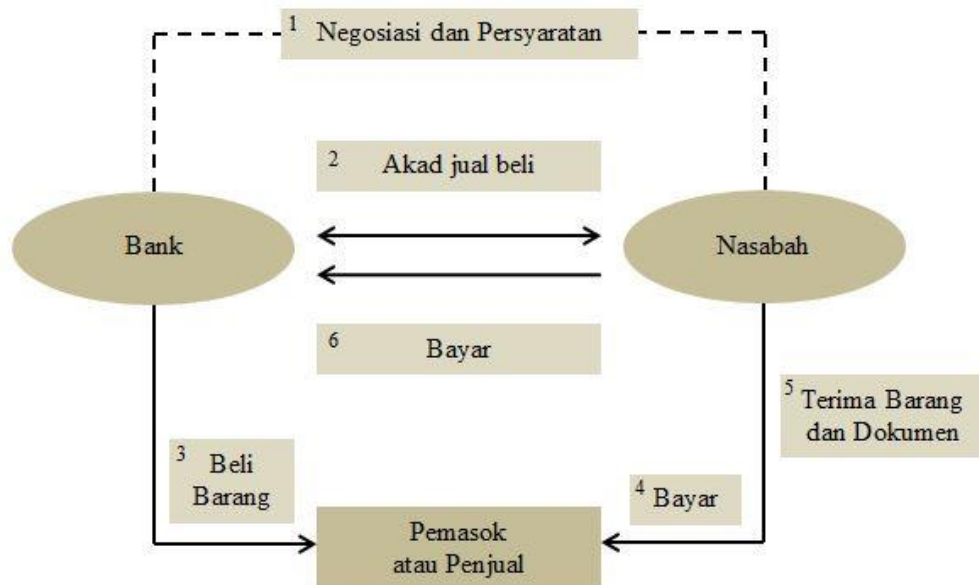 1 Negosiasi dan Persyaratan
2 Akad jual beli
Bank
Nasabah
6 Bayar
5 Terima Barang
dan Dokumen
3 Beli
Barang
4 Bayar
Pemasok
atau Penjual